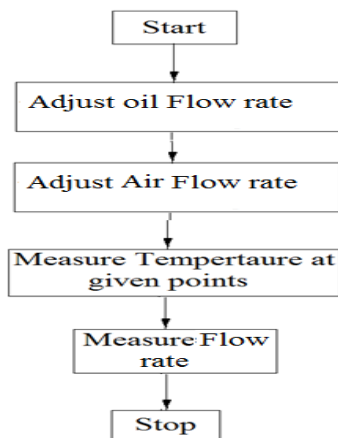 Start
Adjust oil Flow rate
Adjust Air Flow rate
Measure Tempertaure at
given points
Measure Flow
rate
Stop